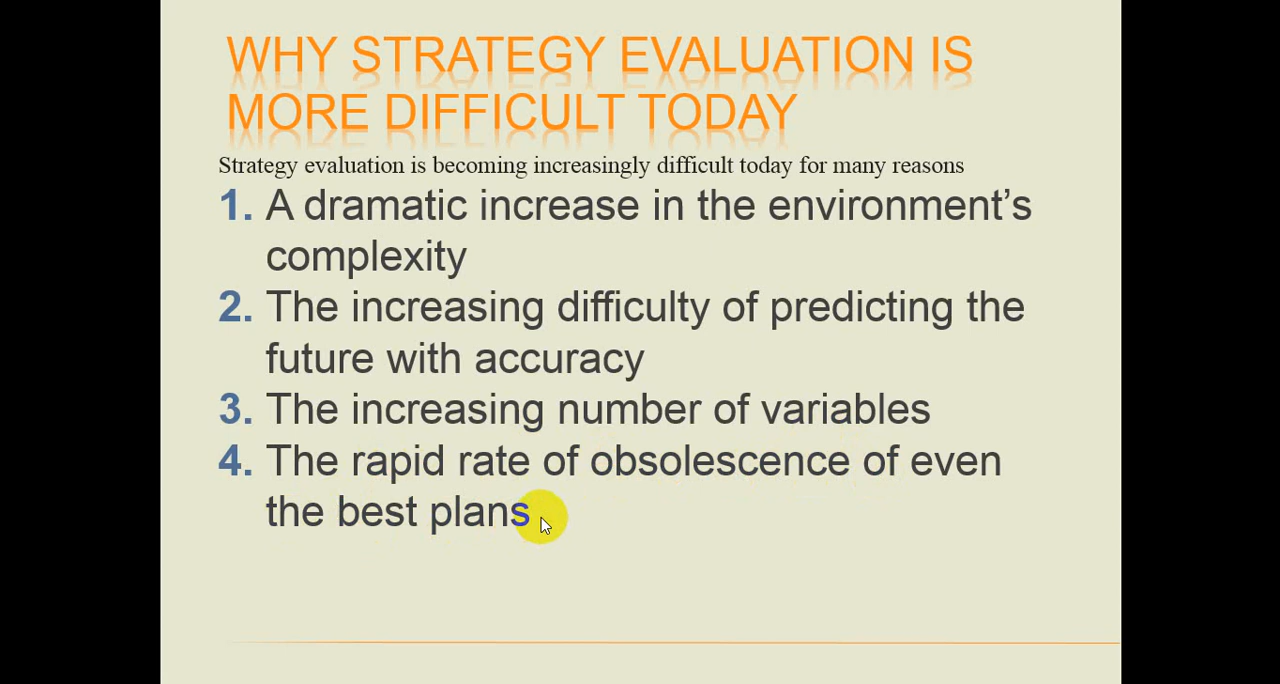 WHY STRATEGY EVALUATION IS
MORE DIFFICULT TODAY
Strategy evaluation is becoming increasingly difficult today for many reasons
1. A dramatic increase in the environment’s
complexity
2. The increasing difficulty of predicting the
future with accuracy
3. The increasing number of variables
4. The rapid rate of obsolescence of even
the best plans